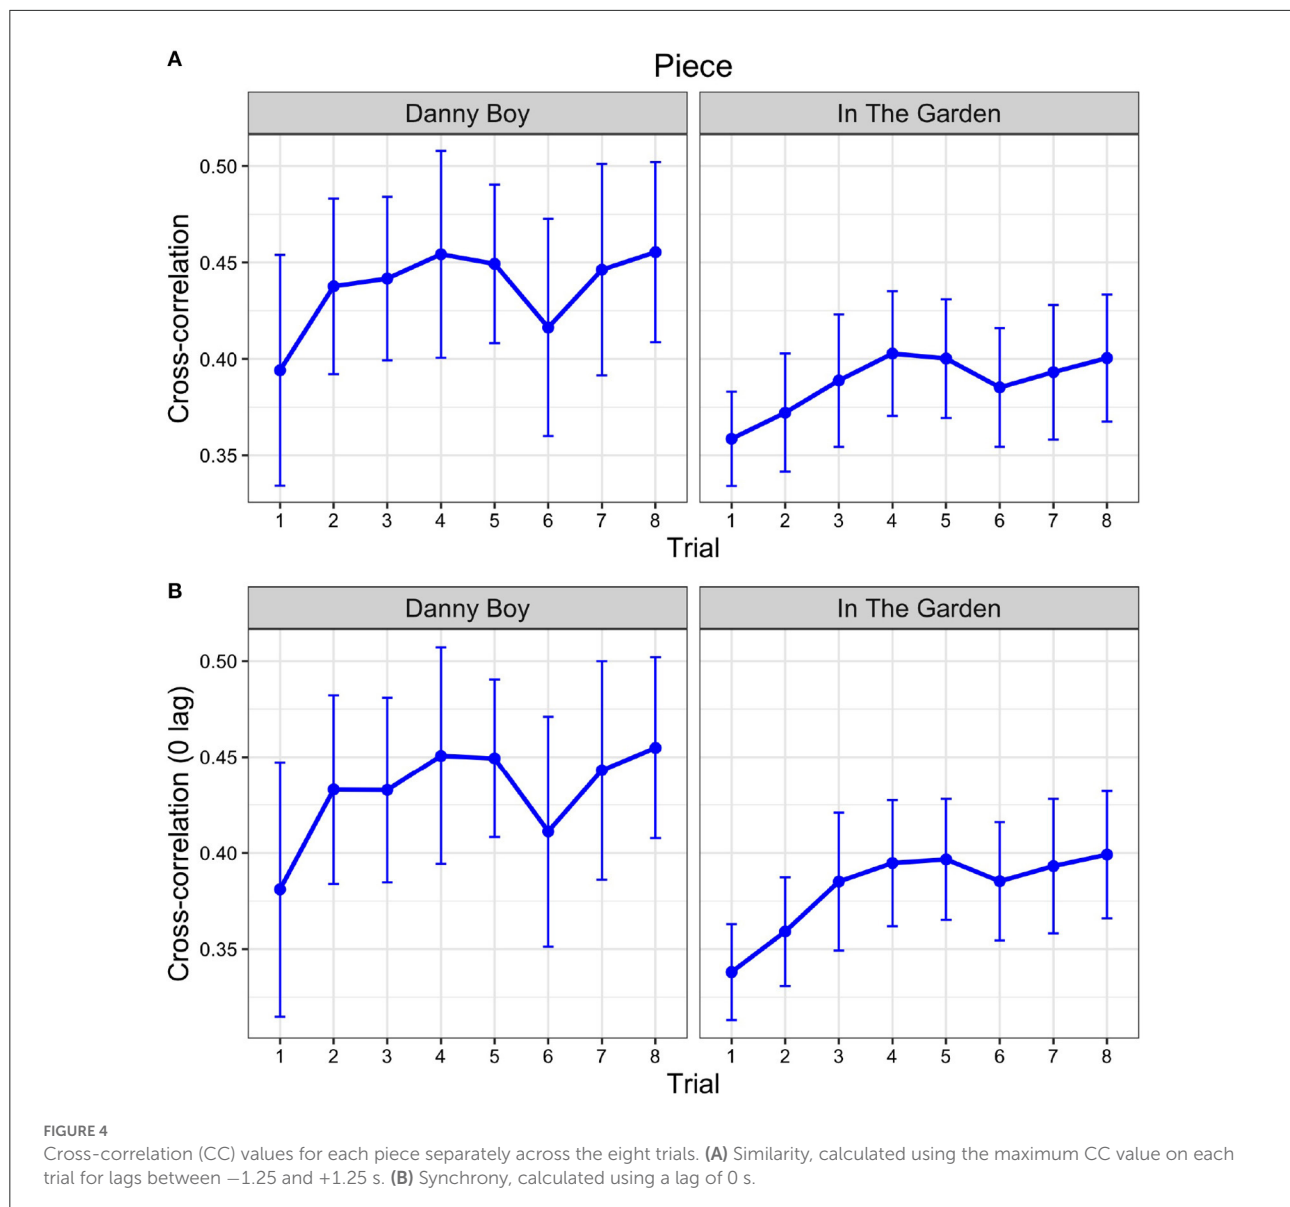 A
Piece
Danny Boy
In The Garden
Cross-correlation
0.50
0.45
0.40
0.35
1 2 3 4 5 6 7 8
1 2 3 4 5 6 7 8
Trial
B
Danny Boy
In The Garden
Cross-correlation (0 lag)
0.50
0.45
0.40
0.35
1 2 3 4 5 6 7 8
1 2 3 4 5 6 7 8
Trial
FIGURE 4
Cross-correlation (CC) values for each piece separately across the eight trials. (A) Similarity, calculated using the maximum CC value on each
trial for lags between −1.25 and +1.25 s. (B) Synchrony, calculated using a lag of 0 s.